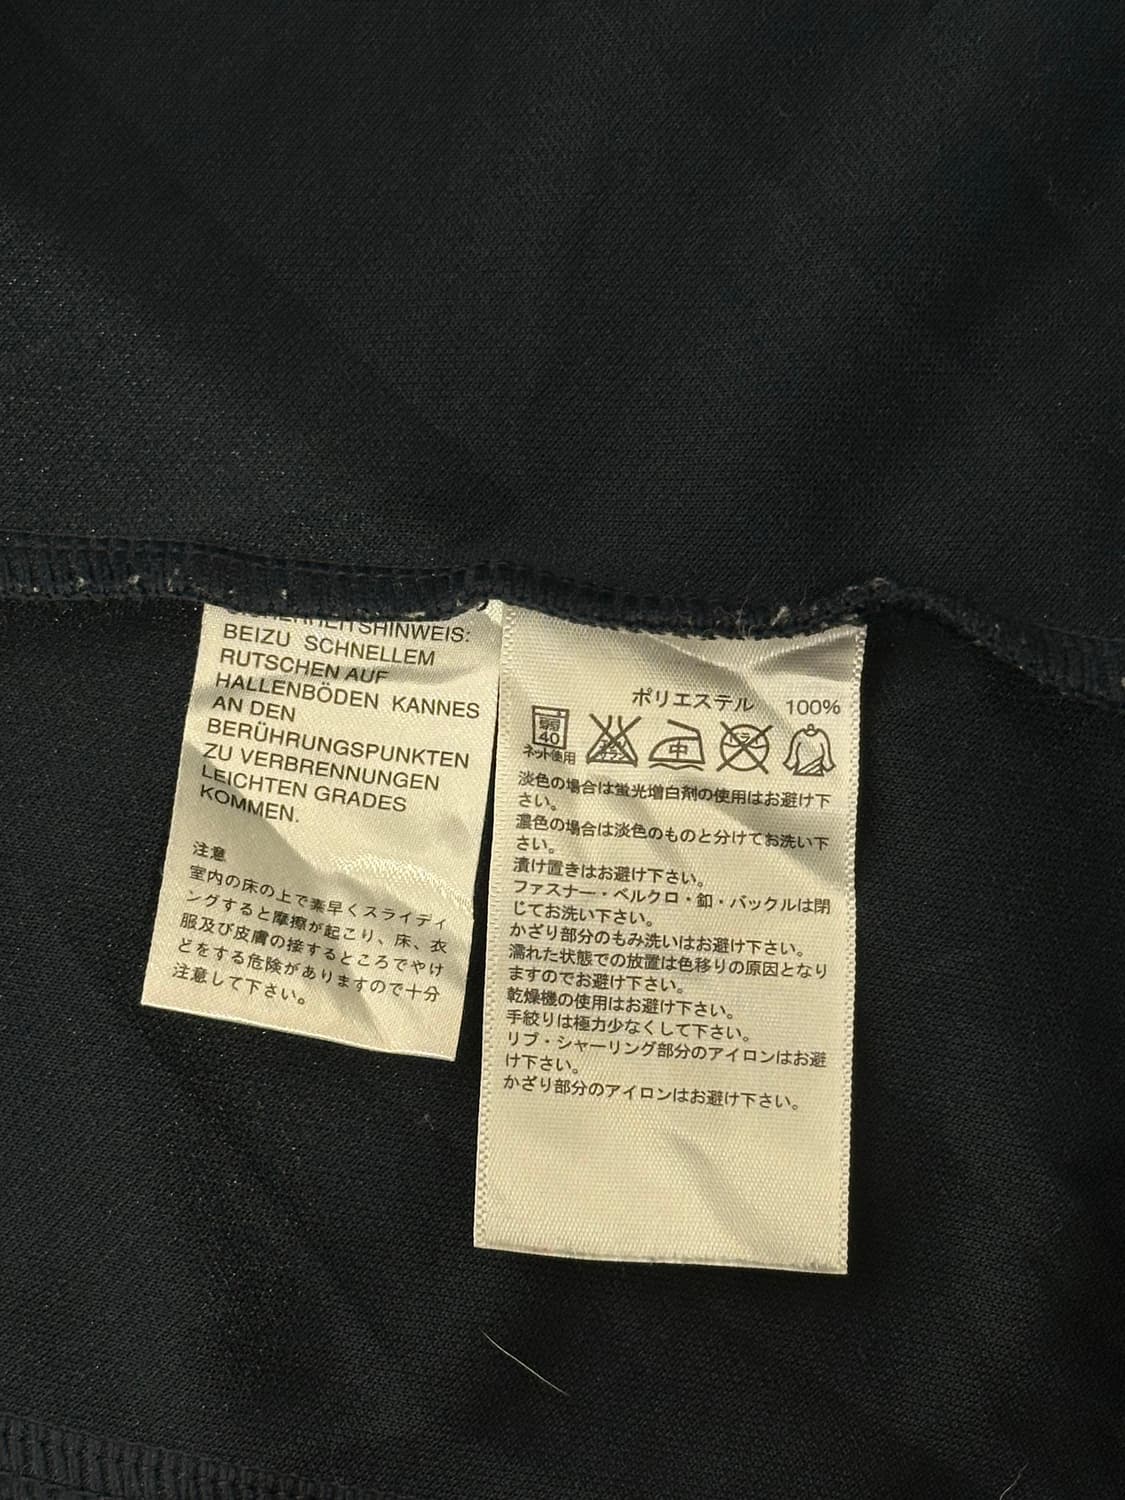 SHINWEIS:
BEIZU SCHNELLEM
RUTSCHEN AUF
HALLENBÖDEN KANNES
AN DEN
BERÜHRUNGSPUNKTEN
ZU VERBRENNUNGEN
LEICHTEN GRADES
KOMMEN.
注意
室内の床の上で素早くスライディ
ングすると摩擦が起こり、床、衣
服及び皮膚の接するところでやけ
どをする危険がありますので十分
注意して下さい。
ポリエステル 100%
弱
40
中
ネット使用
淡色の場合は蛍光増白剤の使用はお避け下
さい。
濃色の場合は淡色のものと分けてお洗い下
さい。
漬け置きはお避け下さい。
ファスナー・ベルクロ・釦・バックルは閉
じてお洗い下さい。
かざり部分のもみ洗いはお避け下さい。
濡れた状態での放置は色移りの原因となり
ますのでお避け下さい。
乾燥機の使用はお避け下さい。
手絞りは極力少なくして下さい。
リブ・シャーリング部分のアイロンはお避
け下さい。
かざり部分のアイロンはお避け下さい。